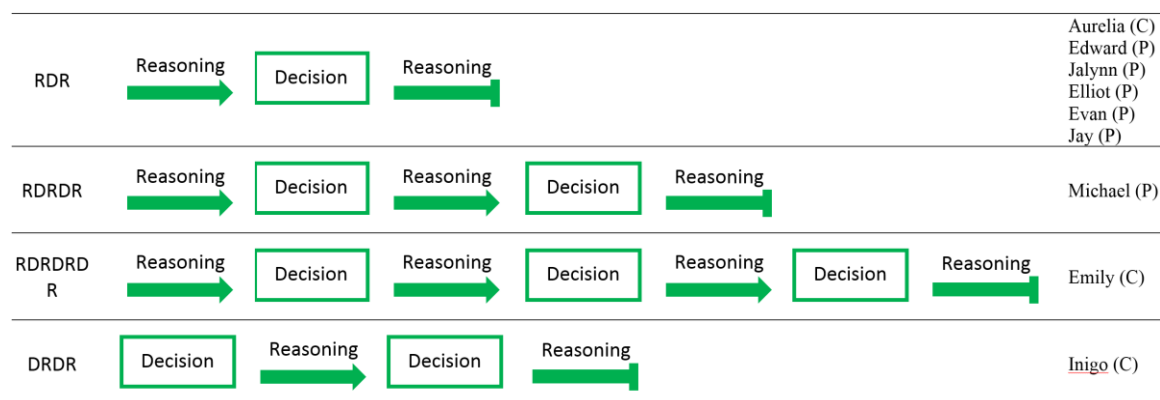 Aurelia (C)
Edward (P)
Jalynn (P)
Elliot (P)
Evan (P)
Jay (P)
RDR
Reasoning
Decision
Reasoning
RDRDR
Reasoning
Decision
Reasoning
Decision
Reasoning
Michael (P)
RDRDRD
R
Reasoning
Decision
Reasoning
Decision
Reasoning
Decision
Reasoning
Emily (C)
DRDR
Decision
Reasoning
Decision
Reasoning
Inigo (C)